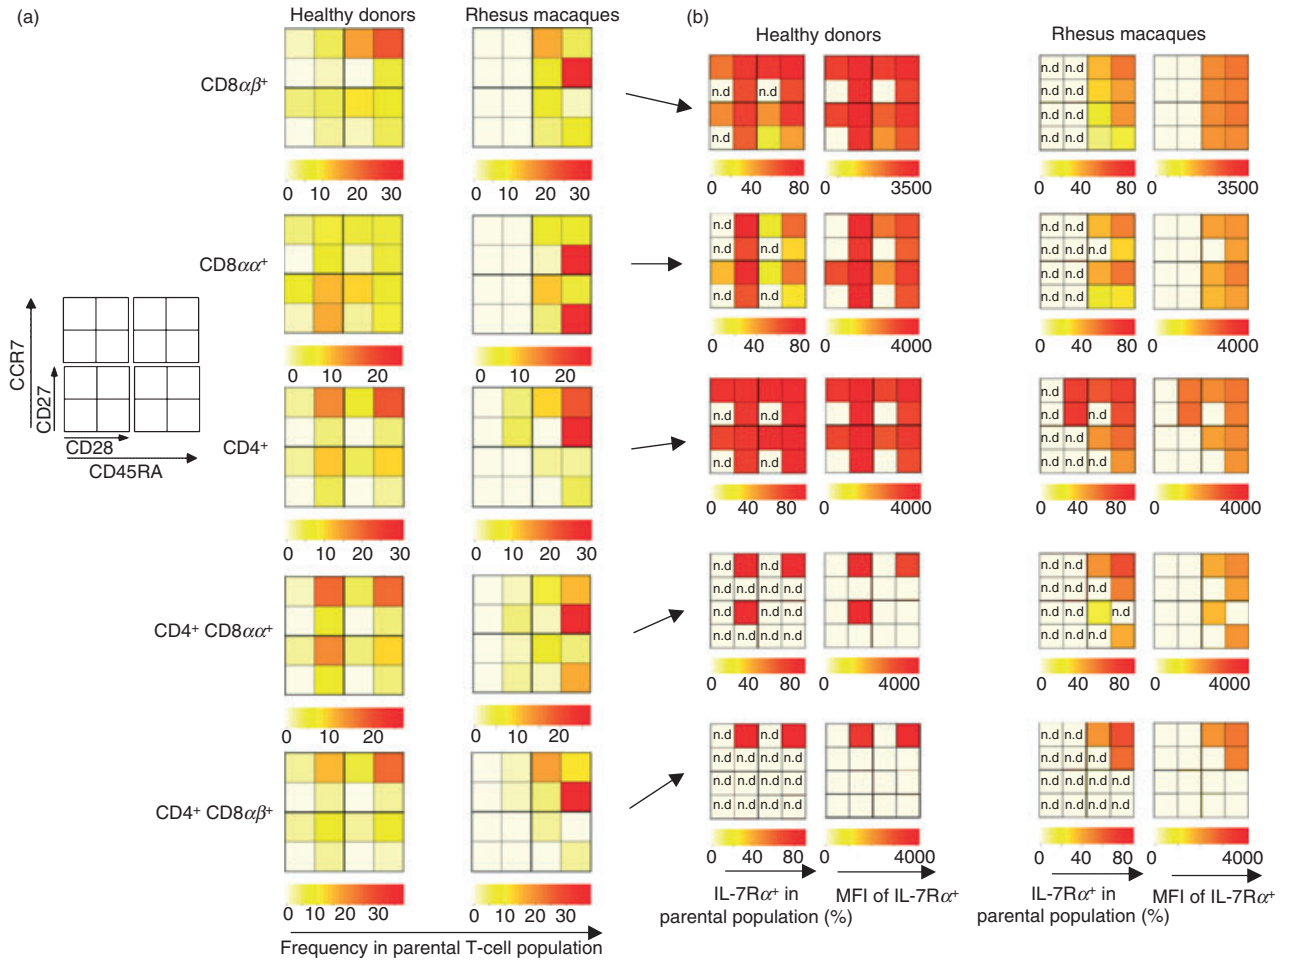 (a)
Healthy donors
Rhesus macaques
(b)
Healthy donors
Rhesus macaques
CD8αβ⁺
n.d n.d
n.d
n.d n.d
n.d n.d
n.d n.d
n.d n.d
0 10 20 30
0 10 20 30
0 40 80
0 3500
0 40 80
0 3500
CD8αα⁺
n.d
n.d n.d
n.d n.d
n.d n.d
n.d n.d n.d
n.d n.d
n.d n.d
0 10 20
0 10 20
0 40 80
0 4000
0 40 80
0 4000
CCR7
CD27
CD28
CD45RA
CD4⁺
n.d n.d
n.d n.d
n.d
n.d n.d
n.d n.d
n.d n.d n.d
0 10 20 30
0 10 20 30
0 40 80
0 4000
0 40 80
0 4000
CD4⁺ CD8αα⁺
n.d n.d
n.d n.d n.d n.d
n.d n.d n.d
n.d n.d n.d n.d
n.d n.d
n.d n.d n.d
n.d n.d n.d
n.d n.d n.d
0 10 20
0 10 20
0 40 80
0 4000
0 40 80
0 4000
CD4⁺ CD8αβ⁺
n.d n.d
n.d n.d n.d n.d
n.d n.d n.d n.d
n.d n.d n.d n.d
n.d n.d
n.d n.d n.d
n.d n.d n.d n.d
n.d n.d n.d n.d
0 10 20 30
0 10 20 30
0 40 80
0 4000
0 40 80
0 4000
Frequency in parental T-cell population
IL-7Rα⁺ in
parental population (%)
MFI of IL-7Rα⁺
IL-7Rα⁺ in
parental population (%)
MFI of IL-7Rα⁺